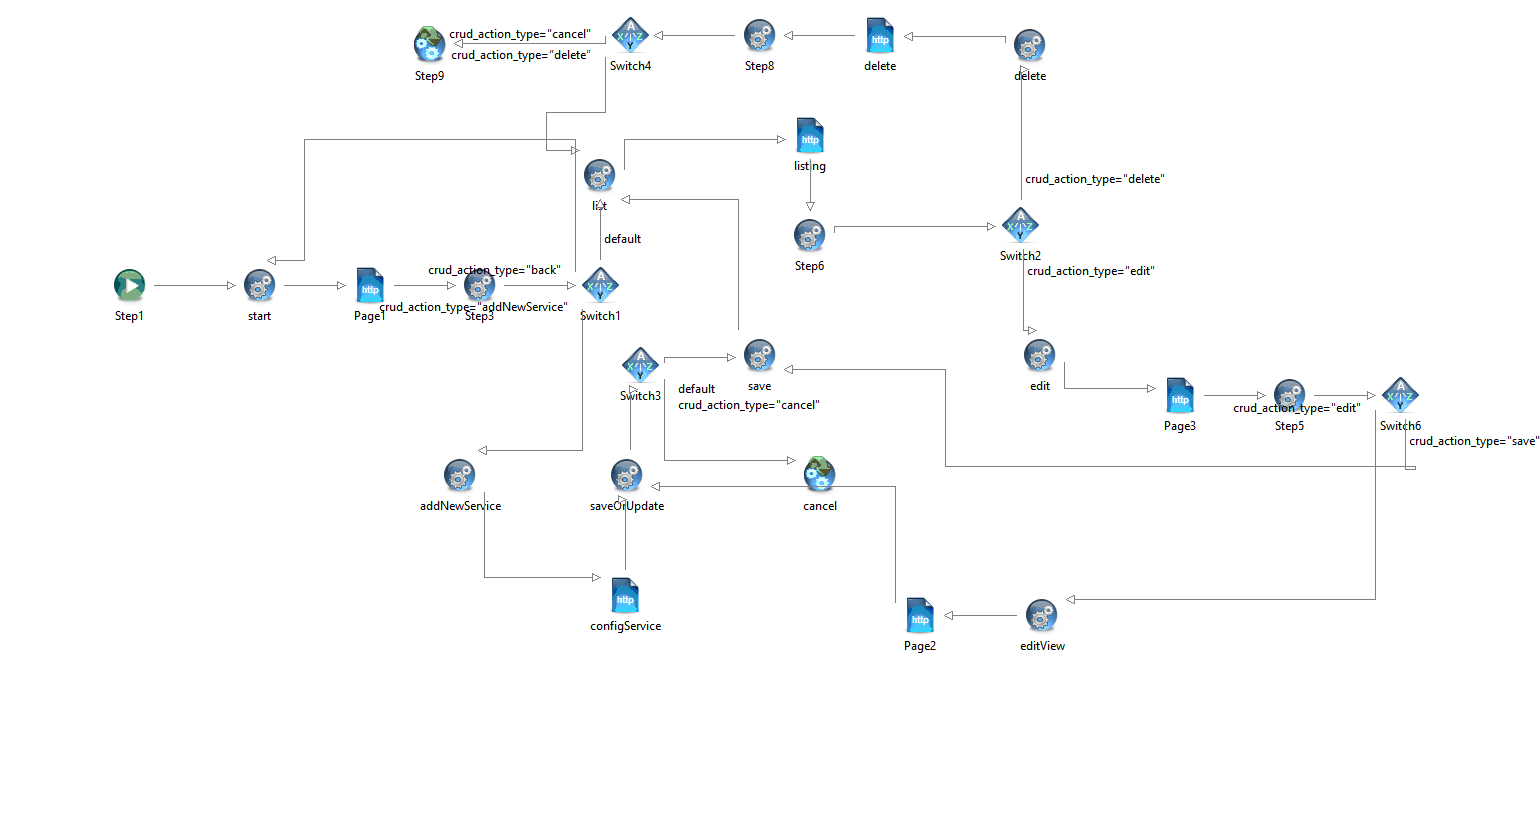 crud_action_type="cancel"
crud_action_type="delete"
Step9
Switch4
Step8
http
delete
delete
http
listing
list
crud_action_type="delete"
default
Step6
Switch2
crud_action_type="back"
crud_action_type="edit"
Step1
start
http
Page1
crud_action_type="addNewService"
Step3
Switch1
Switch3
save
edit
default
crud_action_type="cancel"
http
Page3
crud_action_type="edit"
Step5
Switch6
crud_action_type="save"
addNewService
saveOrUpdate
cancel
http
configService
http
Page2
editView